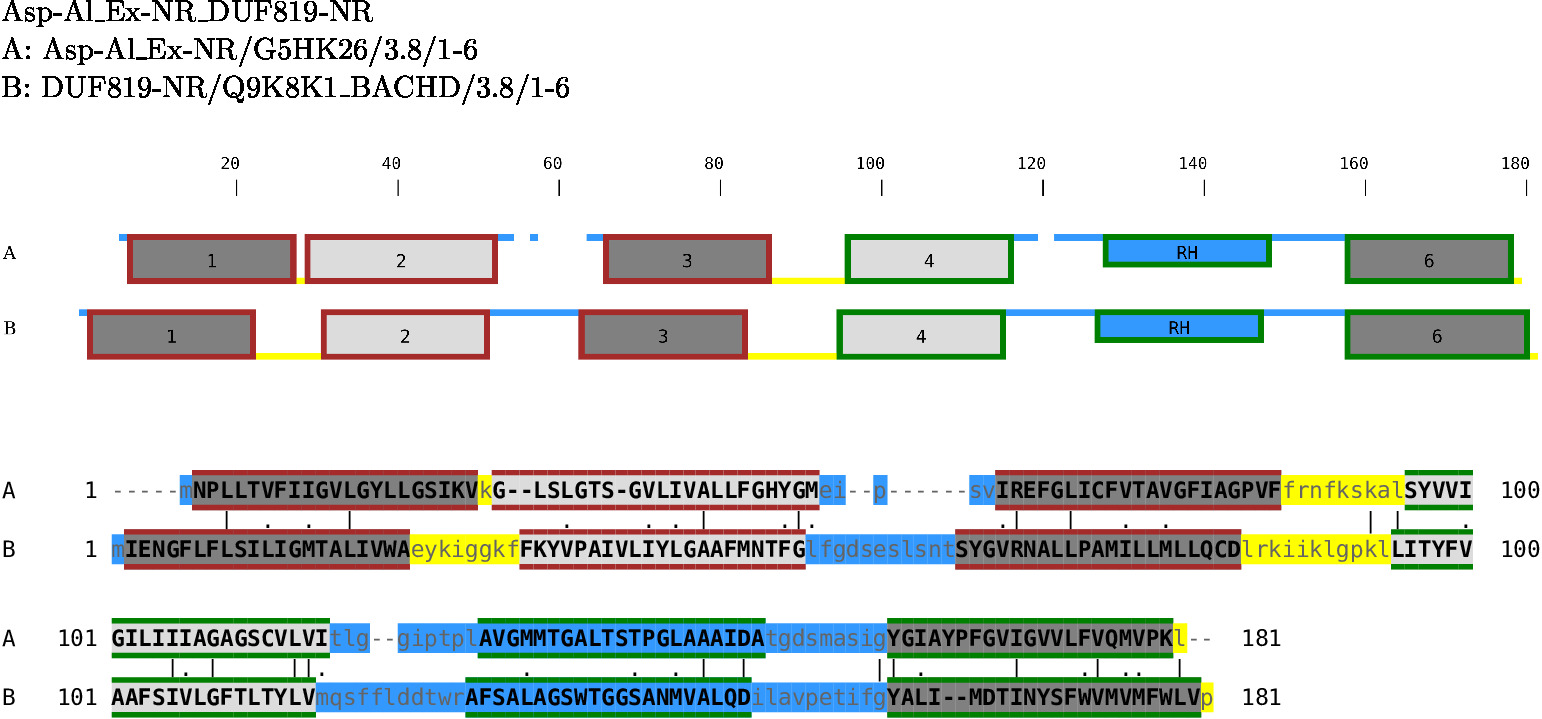 Asp-Al_Ex-NR_DUF819-NR
A: Asp-Al_Ex-NR/G5HK26/3.8/1-6
B: DUF819-NR/Q9K8K1_BACHD/3.8/1-6
20 40 60 80 100 120 140 160 180
A 1 2 3 4 RH 6
B 1 2 3 4 RH 6
A 1 -----mNPLLTVFIIGVLGYLLGSIKVkG--LSLGTS-GVLIVALLFGHYGMei--p------svIREFGLICFVTAVGFIAGPVFfrnfkskalSYVVI 100
B 1 mIENGFLFLSILIGMTALIVWAeykiggkfFKYVPAIVLIYLGAAFMNTFGlfgdseslsntSYGVRNALLPAMILLMLLQCDlrkiiklgpklLITYFV 100
A 101 GILIIIAGAGSCVLVItlg--giptplAVGMMTGALTSTPGLAAAIDAtgdsmasigYGIAYPFGVIGVVLFVQMVPKl-- 181
B 101 AAFSIVLGFTLTYLVmqsfflddtwrAFSALAGSWTGGSANMVALQDilavpetifgYALI--MDTINYSFWVMVMFWLVp 181